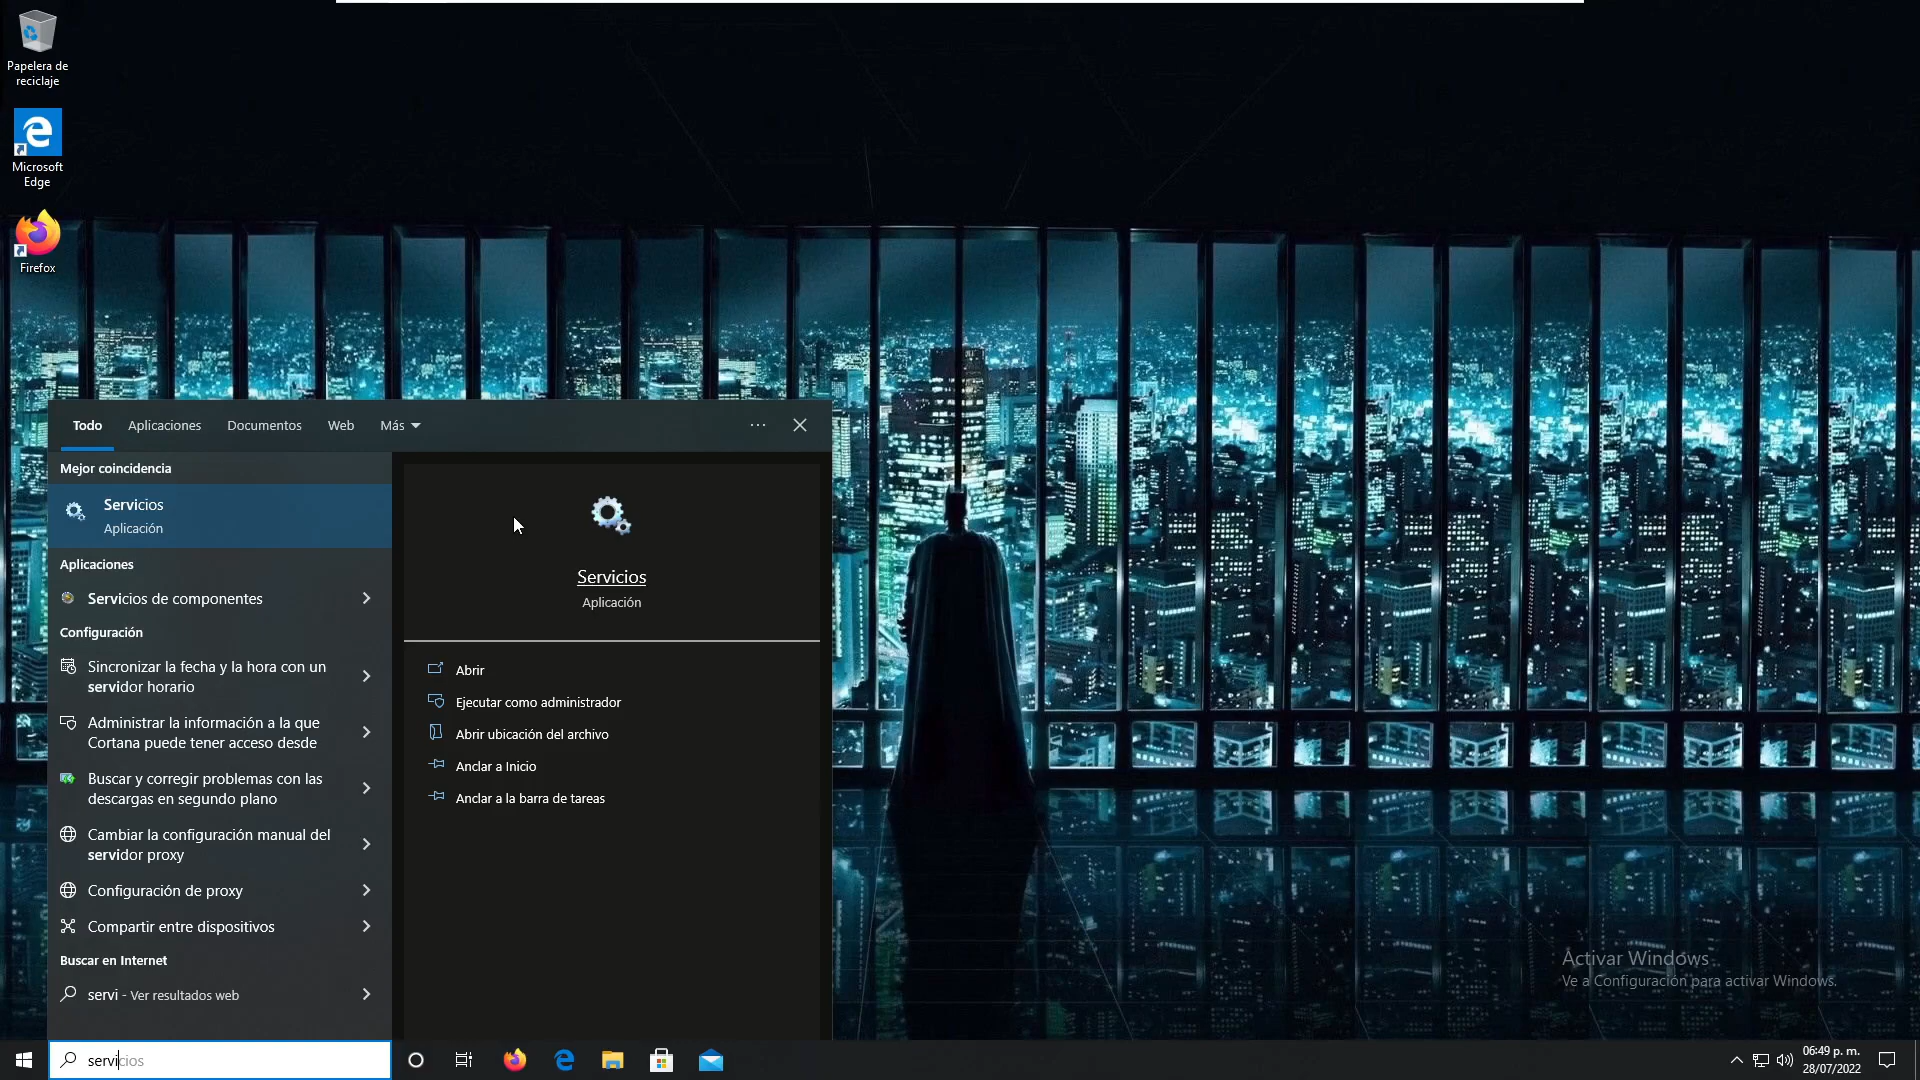 Papelera de
reciclaje
Microsoft
Edge
Firefox
Todo
Aplicaciones
Documentos
Web
Más
Mejor coincidencia
Servicios
Aplicación
Aplicaciones
Servicios de componentes
Configuración
Sincronizar la fecha y la hora con un
servidor horario
Administrar la información a la que
Cortana puede tener acceso desde
Buscar y corregir problemas con las
descargas en segundo plano
Cambiar la configuración manual del
servidor proxy
Configuración de proxy
Compartir entre dispositivos
Buscar en Internet
servi - Ver resultados web
Servicios
Aplicación
Abrir
Ejecutar como administrador
Abrir ubicación del archivo
Anclar a Inicio
Anclar a la barra de tareas
Activar Windows
Ve a Configuración para activar Windows.
servicios
06:49 p. m.
28/07/2022